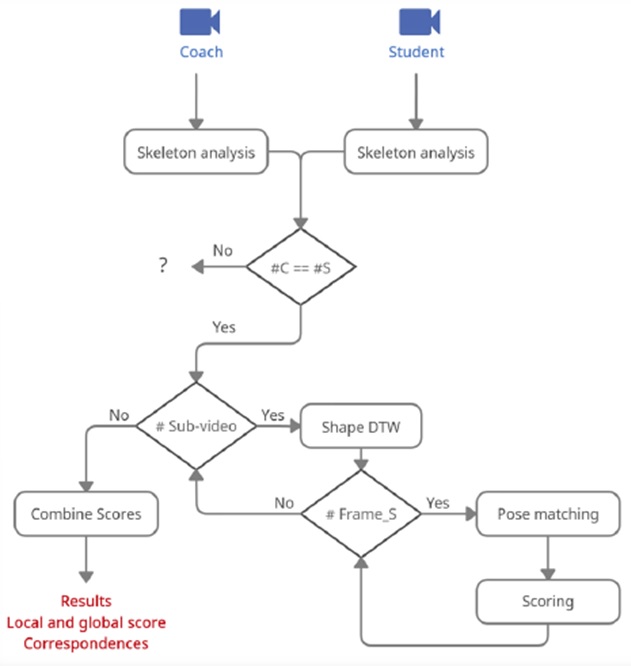 Coach
Student
Skeleton analysis
Skeleton analysis
No
?
#C == #S
Yes
No
# Sub-video
Yes
Shape DTW
Combine Scores
No
# Frame_S
Yes
Pose matching
Results
Local and global score
Correspondences
Scoring